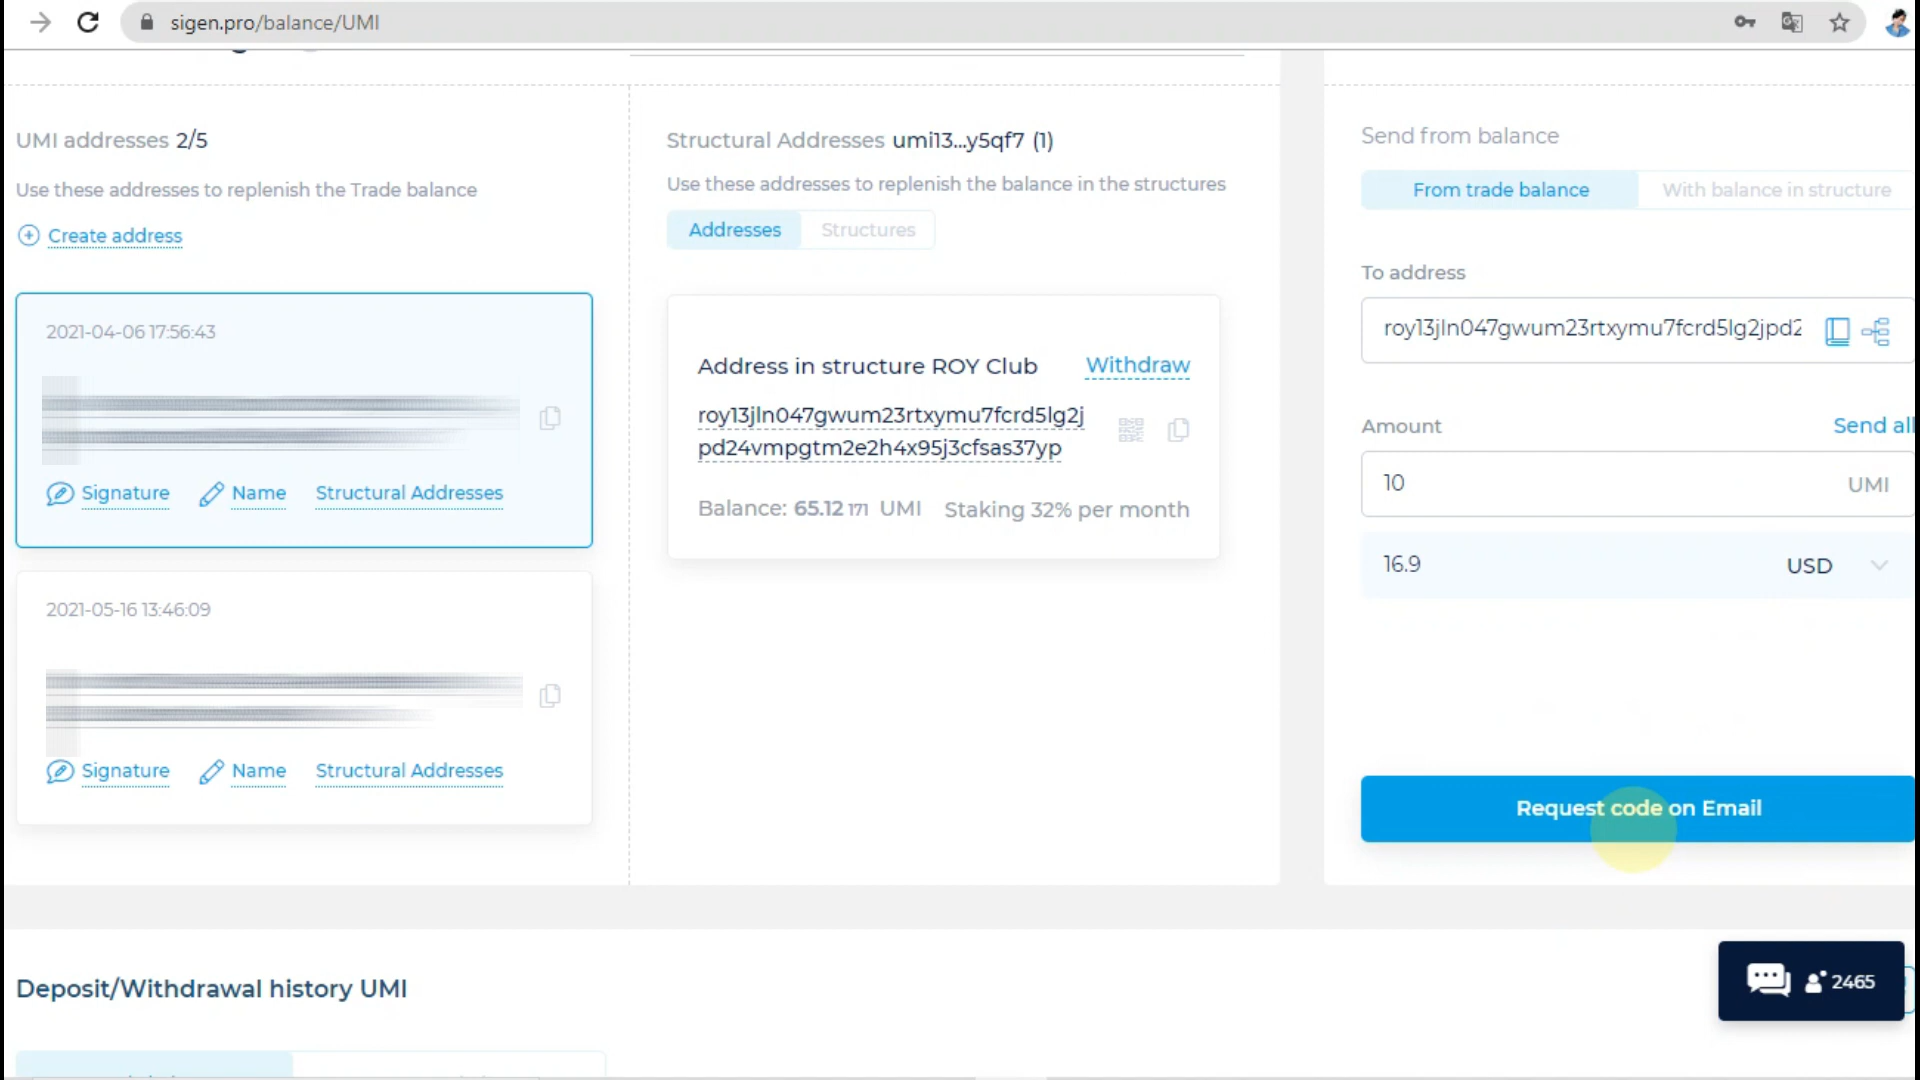 sigen.pro/balance/UMI
UMI addresses 2/5
Use these addresses to replenish the Trade balance
Create address
2021-04-06 17:56:43
Signature Name Structural Addresses
2021-05-16 13:46:09
Signature Name Structural Addresses
Structural Addresses umi13...y5qf7 (1)
Use these addresses to replenish the balance in the structures
Addresses Structures
Address in structure ROY Club Withdraw
roy13jln047gwum23rtxymu7fcrd5lg2j
pd24vmpgtm2e2h4x95j3cfsas37yp
Balance: 65.12 171 UMI Staking 32% per month
Send from balance
From trade balance With balance in structure
To address
roy13jln047gwum23rtxymu7fcrd5lg2jpd2
Amount Send all
10 UMI
16.9 USD
Request code on Email
Deposit/Withdrawal history UMI
2465